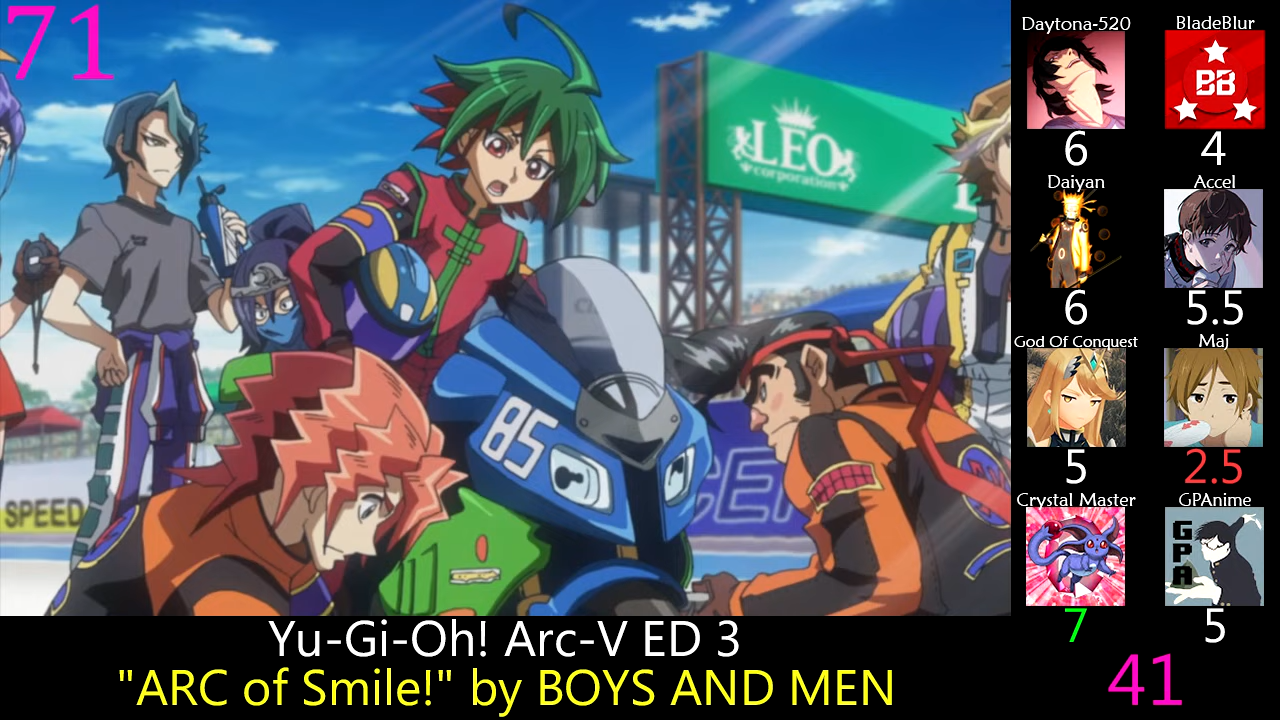 71
LEO
corporation
85
SPEED
Yu-Gi-Oh! Arc-V ED 3
"ARC of Smile!" by BOYS AND MEN
Daytona-520 BladeBlur
BB
6 4
Daiyan Accel
6 5.5
God Of Conquest Maj
5 2.5
Crystal Master GPAnime
GPA
7 5
41